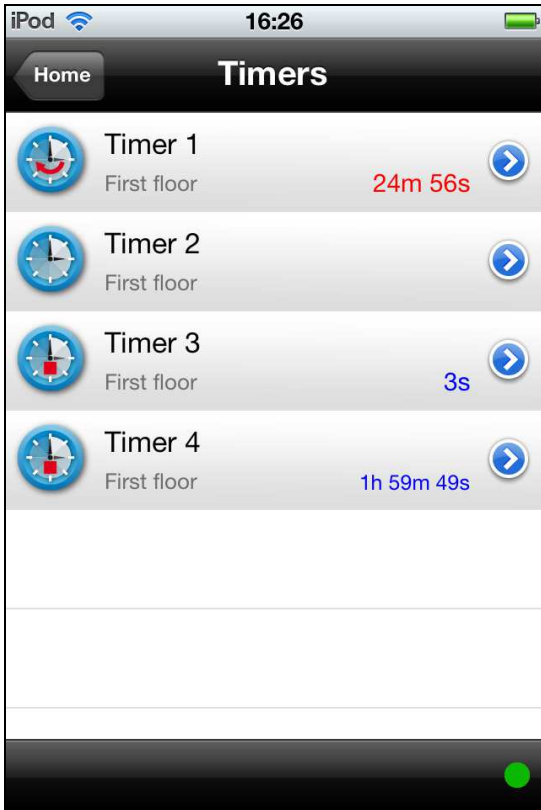 iPod 16:26
Home Timers
Timer 1
First floor 24m 56s
Timer 2
First floor
Timer 3
First floor 3s
Timer 4
First floor 1h 59m 49s